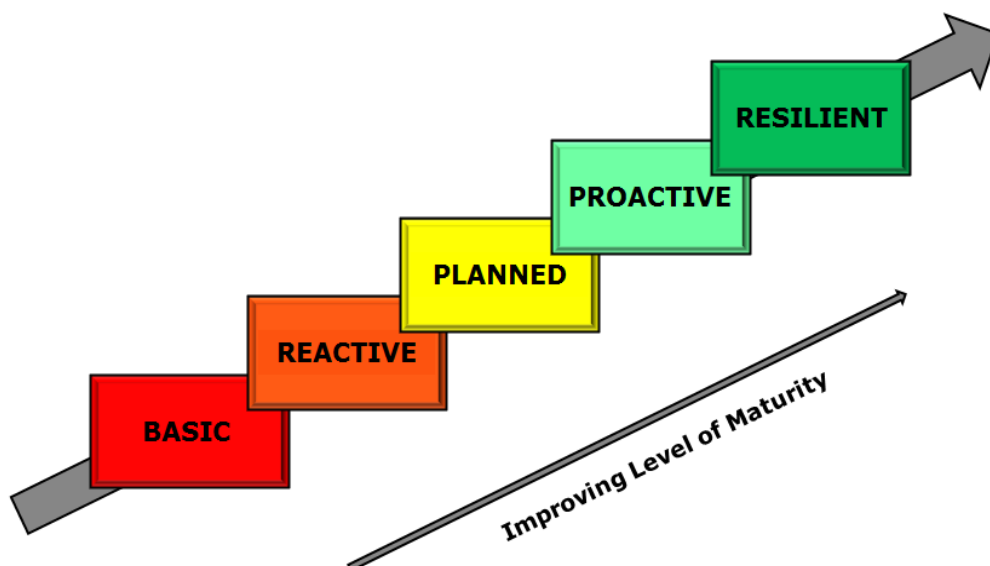 RESILIENT
PROACTIVE
PLANNED
REACTIVE
BASIC
Improving Level of Maturity